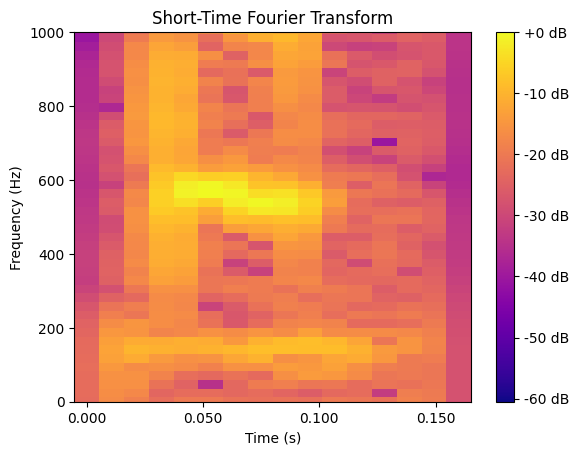 Short-Time Fourier Transform
1000
800
600
400
200
0
Frequency (Hz)
0.000
0.050
0.100
0.150
Time (s)
+0 dB
-10 dB
-20 dB
-30 dB
-40 dB
-50 dB
-60 dB